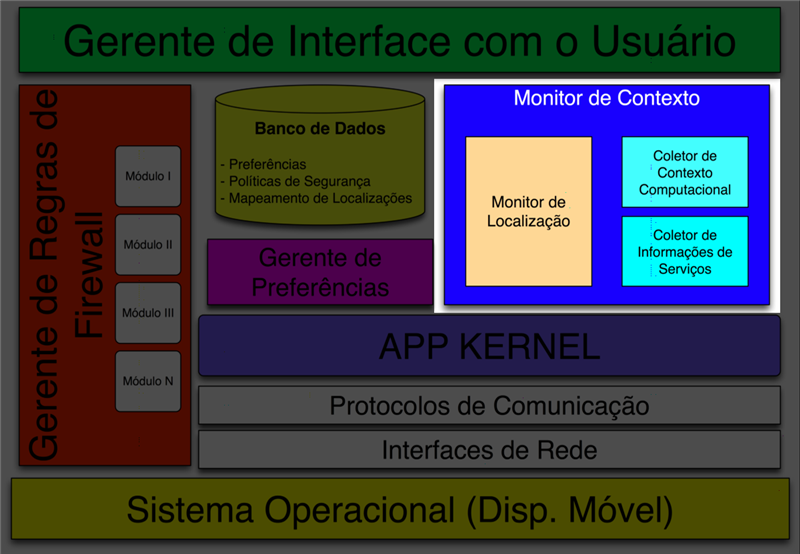 Gerente de Interface com o Usuário
Gerente de Regras de
Firewall
Módulo I
Módulo II
Módulo III
Módulo N
Banco de Dados
- Preferências
- Políticas de Segurança
- Mapeamento de Localizações
Gerente de
Preferências
Monitor de Contexto
Monitor de
Localização
Coletor de
Contexto
Computacional
Coletor de
Informações de
Serviços
APP KERNEL
Protocolos de Comunicação
Interfaces de Rede
Sistema Operacional (Disp. Móvel)